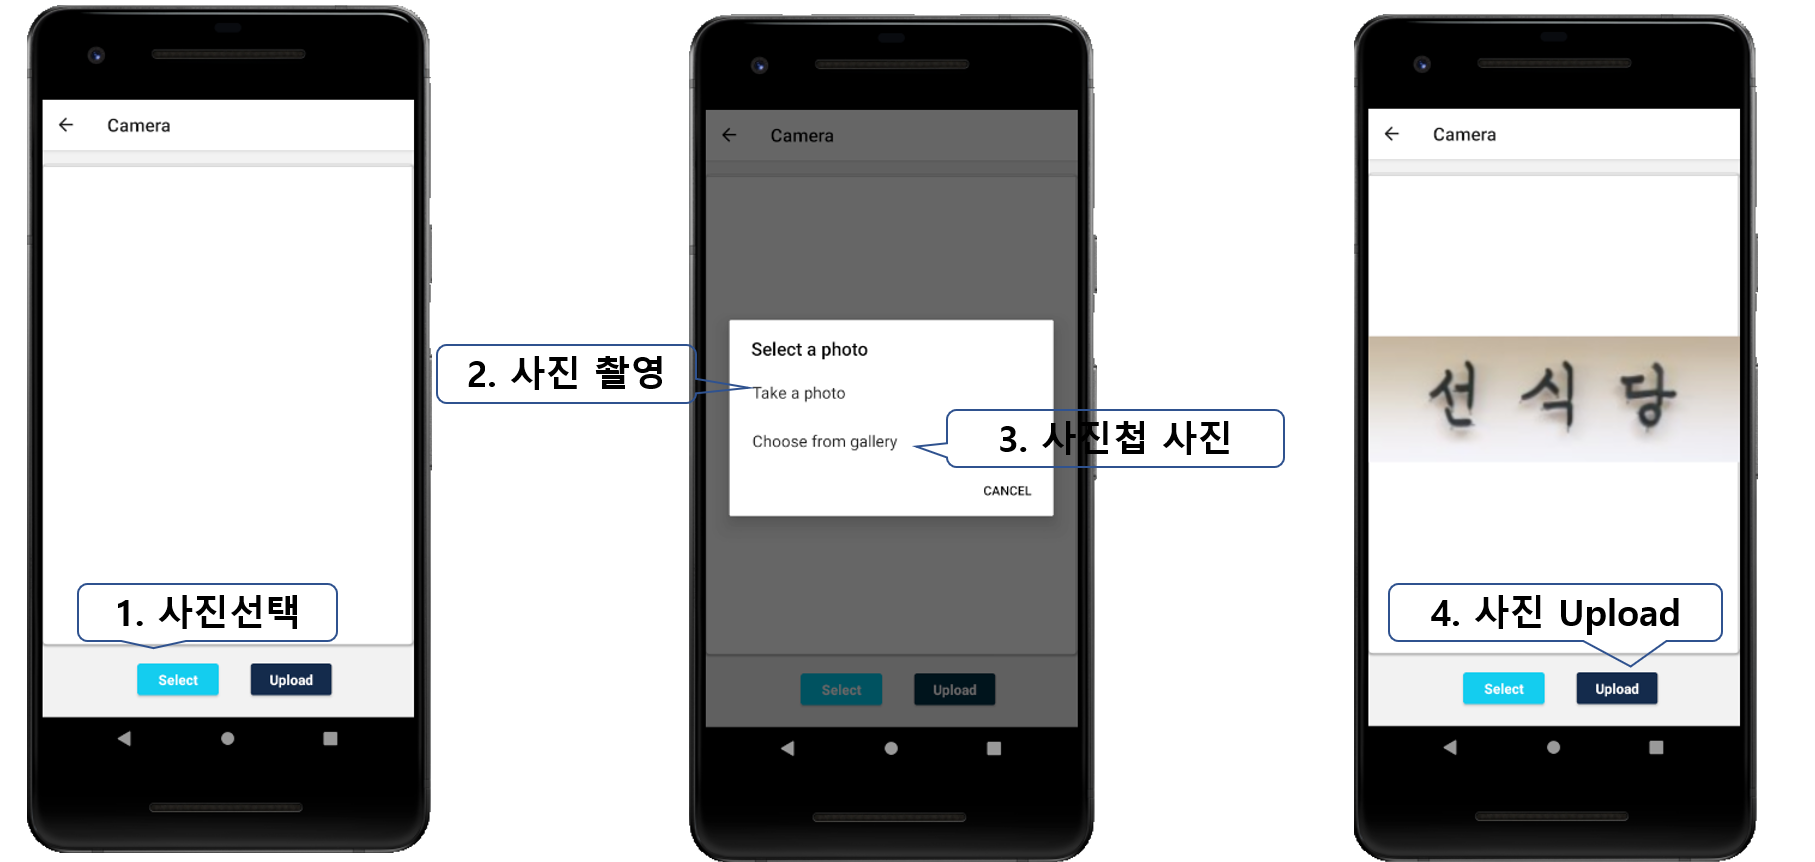 Camera
1. 사진선택
Select
Upload
Camera
Select a photo
2. 사진 촬영
Take a photo
Choose from gallery
3. 사진첩 사진
CANCEL
Select
Upload
Camera
선 식 당
4. 사진 Upload
Select
Upload